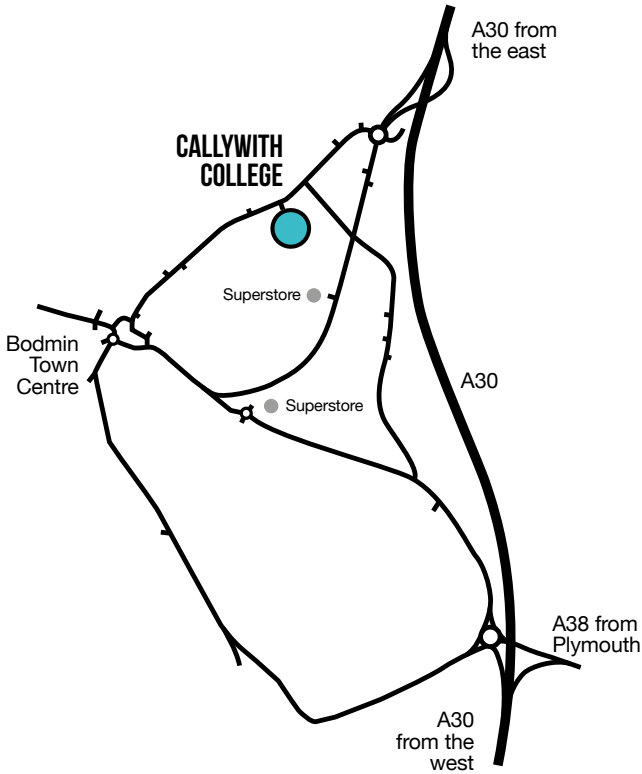 A30 from
the east
CALLYWITH
COLLEGE
Superstore
Bodmin
Town
Centre
A30
Superstore
A38 from
Plymouth
A30
from the
west